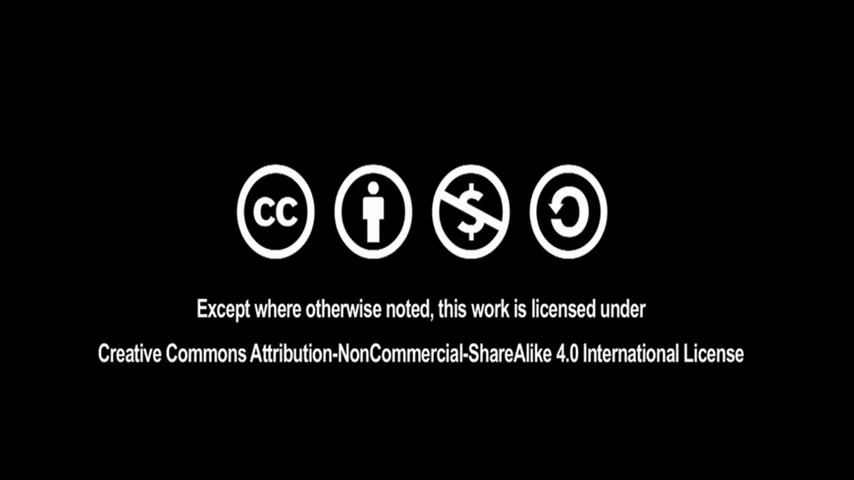 cc
Except where otherwise noted, this work is licensed under
Creative Commons Attribution-NonCommercial-ShareAlike 4.0 International License